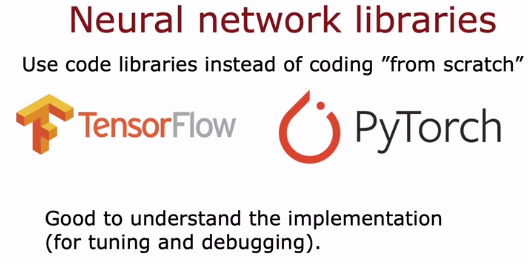 Neural network libraries
Use code libraries instead of coding ”from scratch”
TensorFlow PyTorch
Good to understand the implementation
(for tuning and debugging).